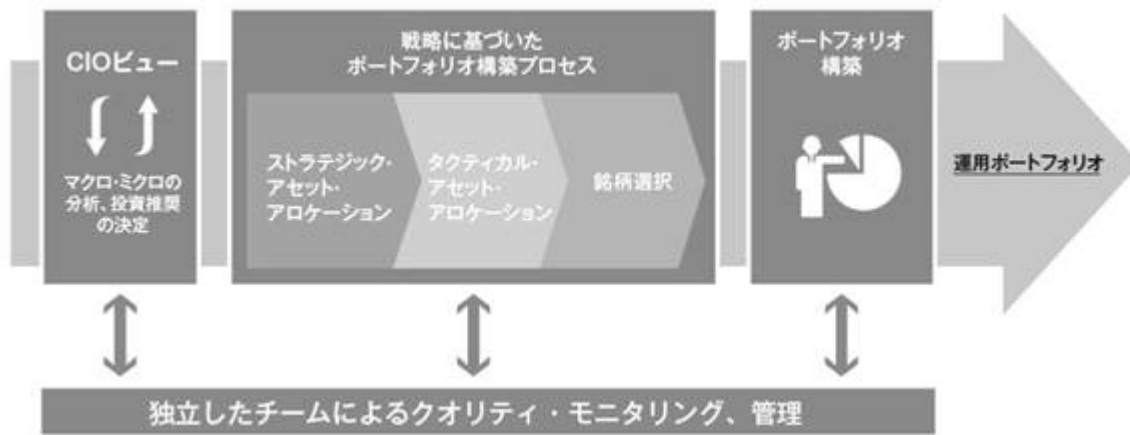 CIOビュー
マクロ・ミクロの
分析、投資推奨
の決定
戦略に基づいた
ポートフォリオ構築プロセス
ストラテジック・
アセット・
アロケーション
タクティカル・
アセット・
アロケーション
銘柄選択
ポートフォリオ
構築
運用ポートフォリオ
独立したチームによるクオリティ・モニタリング、管理